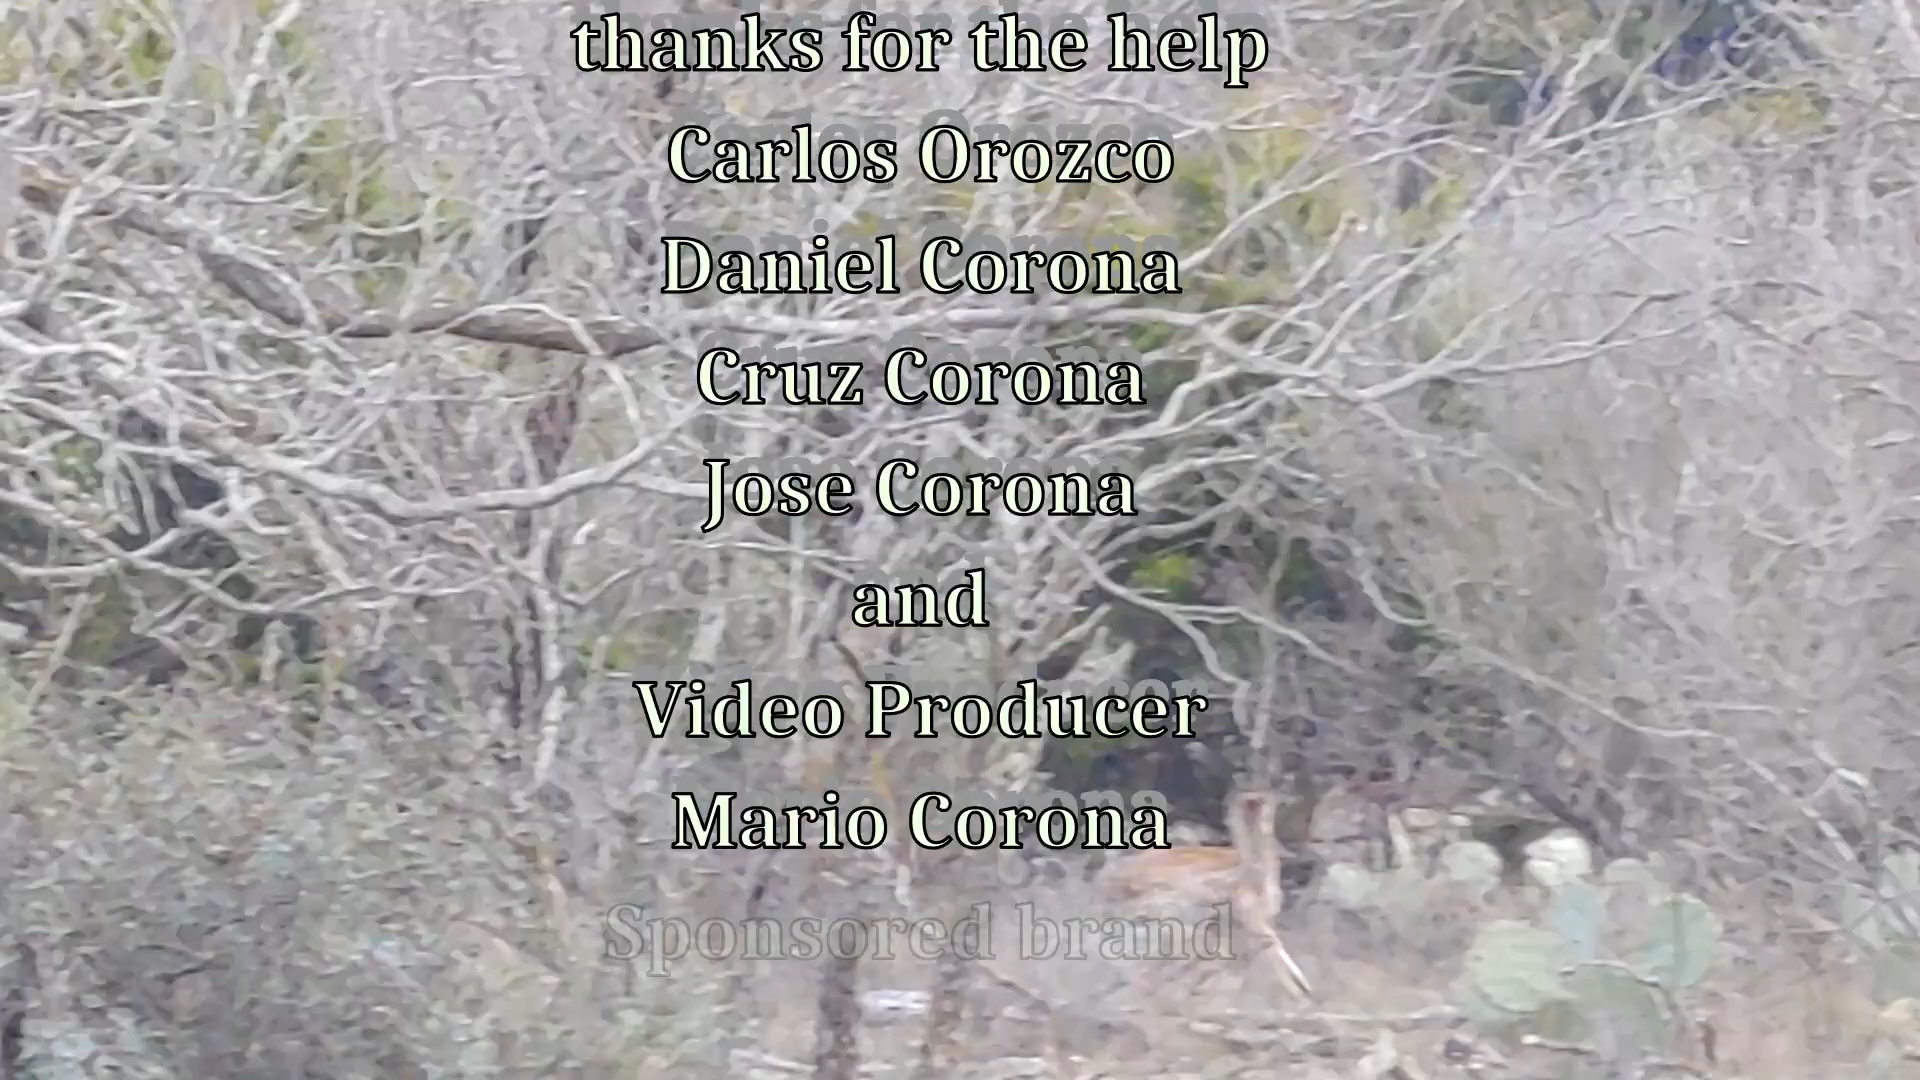 thanks for the help
Carlos Orozco
Daniel Corona
Cruz Corona
Jose Corona
and
Video Producer
Mario Corona
Sponsored brand